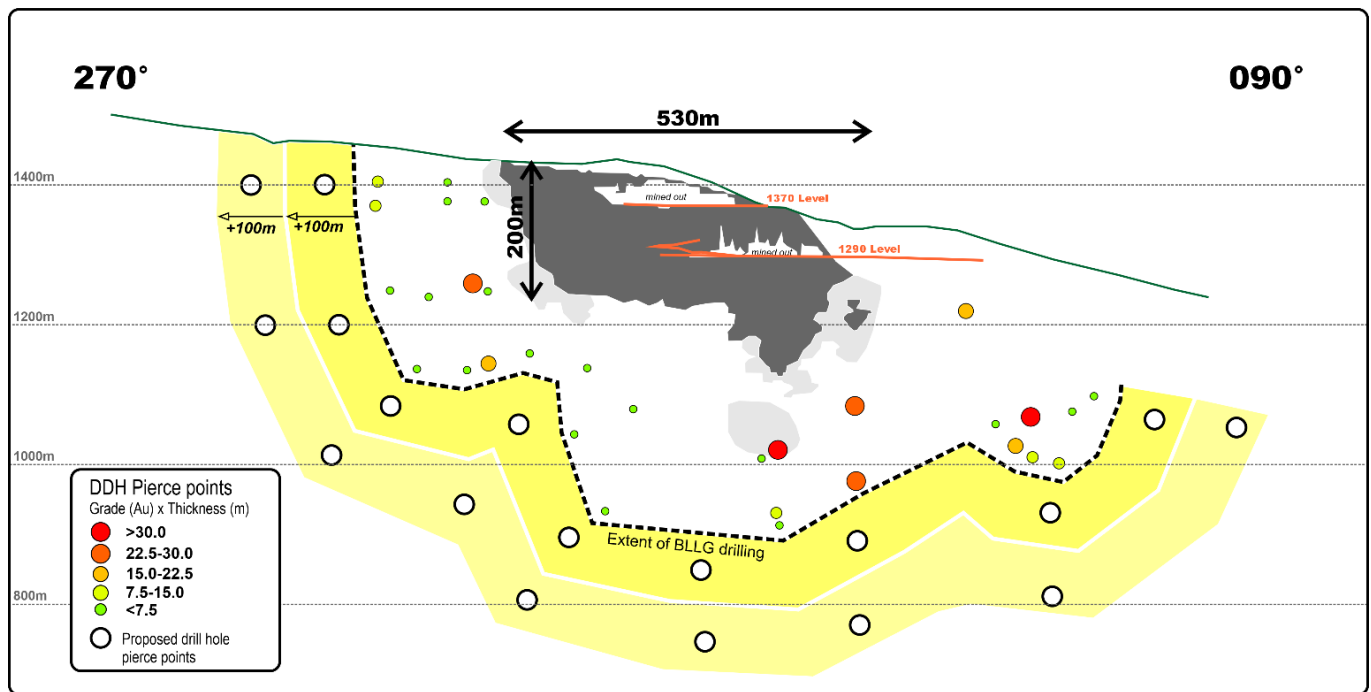 270°
090°
530m
1400m
mined out
1370 Level
200m
+100m
+100m
mined out
1290 Level
1200m
1000m
DDH Pierce points
Grade (Au) x Thickness (m)
>30.0
22.5-30.0
15.0-22.5
7.5-15.0
<7.5
Proposed drill hole
pierce points
Extent of BLLG drilling
800m